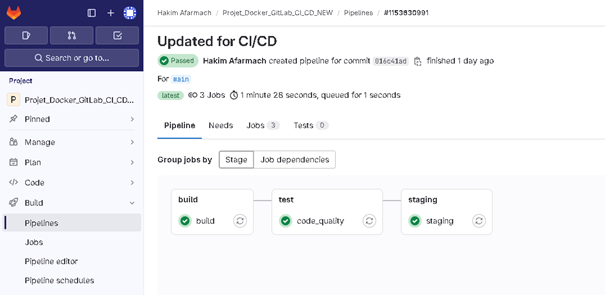 Hakim Afarmach / Projet_Docker_GitLab_CI_CD_NEW / Pipelines / #1153830991
Search or go to...
Project
P Projet_Docker_GitLab_CI_CD...
Pinned
Manage
Plan
Code
Build
Pipelines
Jobs
Pipeline editor
Pipeline schedules
Updated for CI/CD
Passed Hakim Afarmach created pipeline for commit 016c41ad finished 1 day ago
For main
latest 3 Jobs 1 minute 28 seconds, queued for 1 seconds
Pipeline Needs Jobs 3 Tests 0
Group jobs by Stage Job dependencies
build test staging
build code_quality staging